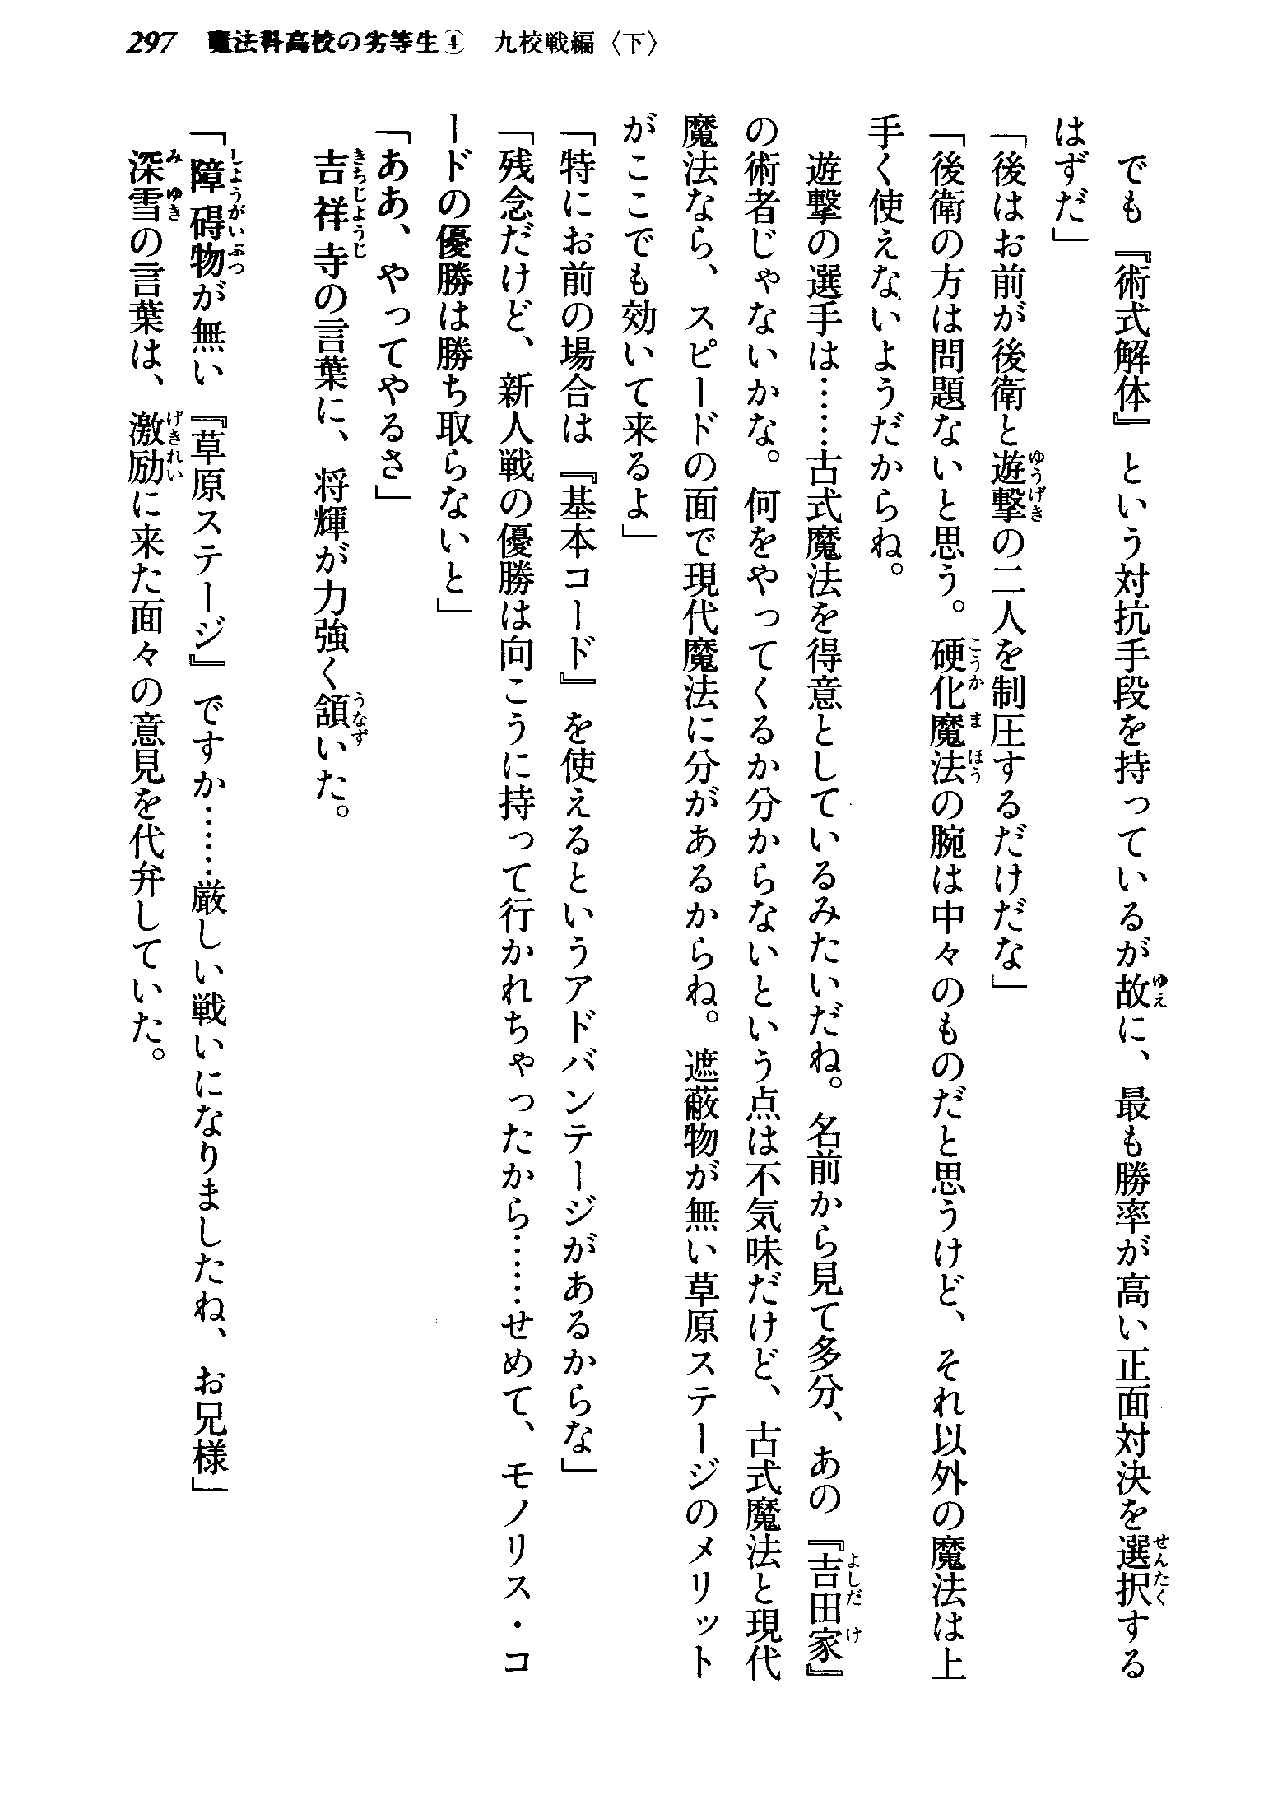 297 魔法科高校の劣等生④ 九校戦編〈下〉
でも『術式解体』という対抗手段を持っているが故に、最も勝率が高い正面対決を選択する
はずだ」
「後はお前が後衛と遊撃の二人を制圧するだけだな」
「後衛の方は問題ないと思う。硬化魔法の腕は中々のものだと思うけど、それ以外の魔法は上
手く使えないようだからね。
遊撃の選手は……古式魔法を得意としているみたいだね。名前から見て多分、あの『吉田家』
の術者じゃないかな。何をやってくるか分からないという点は不気味だけど、古式魔法と現代
魔法なら、スピードの面で現代魔法に分があるからね。遮蔽物が無い草原ステージのメリット
がここでも効いて来るよ」
「特にお前の場合は『基本コード』を使えるというアドバンテージがあるからな」
「残念だけど、新人戦の優勝は向こうに持って行かれちゃったから……せめて、モノリス・コ
ードの優勝は勝ち取らないと」
「ああ、やってやるさ」
吉祥寺の言葉に、将輝が力強く頷いた。
「障碍物が無い『草原ステージ』ですか……厳しい戦いになりましたね、お兄様」
深雪の言葉は、激励に来た面々の意見を代弁していた。